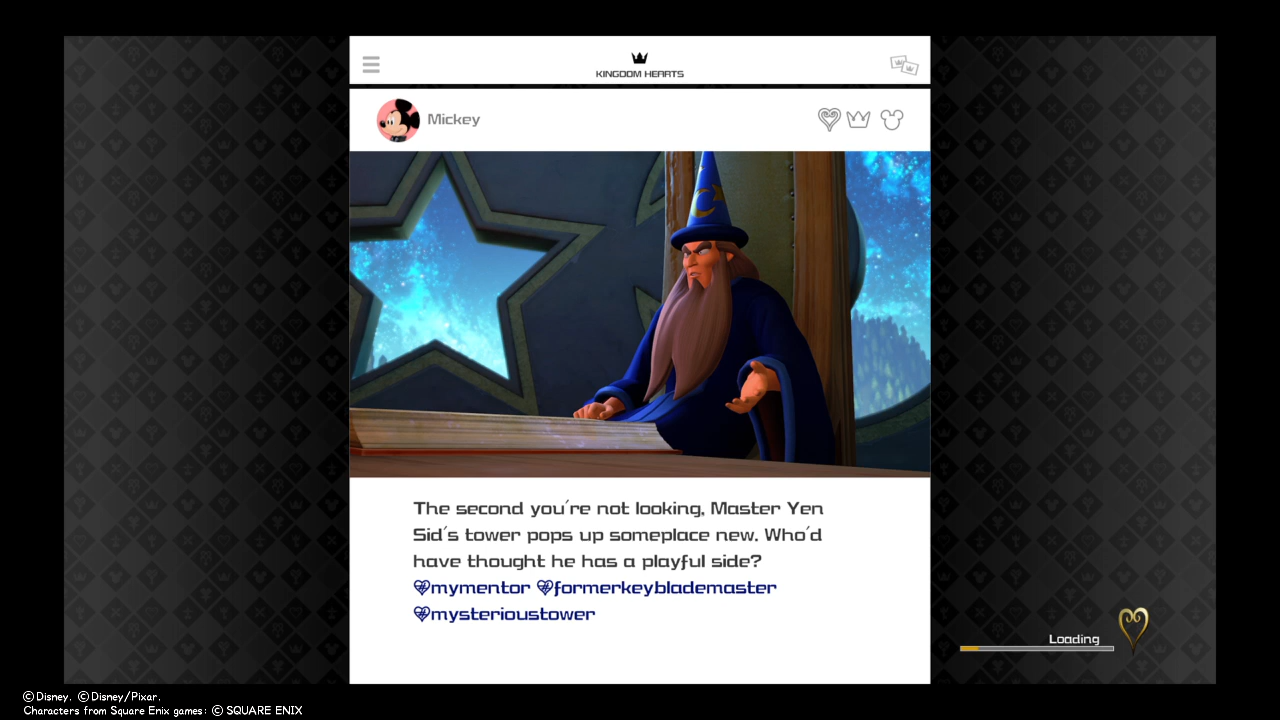 KINGDOM HEARTS
Mickey
The second you're not looking, Master Yen
Sid's tower pops up someplace new. Who'd
have thought he has a playful side?
mymentor formerkeyblademaster
mysterioustower
Loading
©Disney. ©Disney/Pixar.
Characters from Square Enix games: © SQUARE ENIX